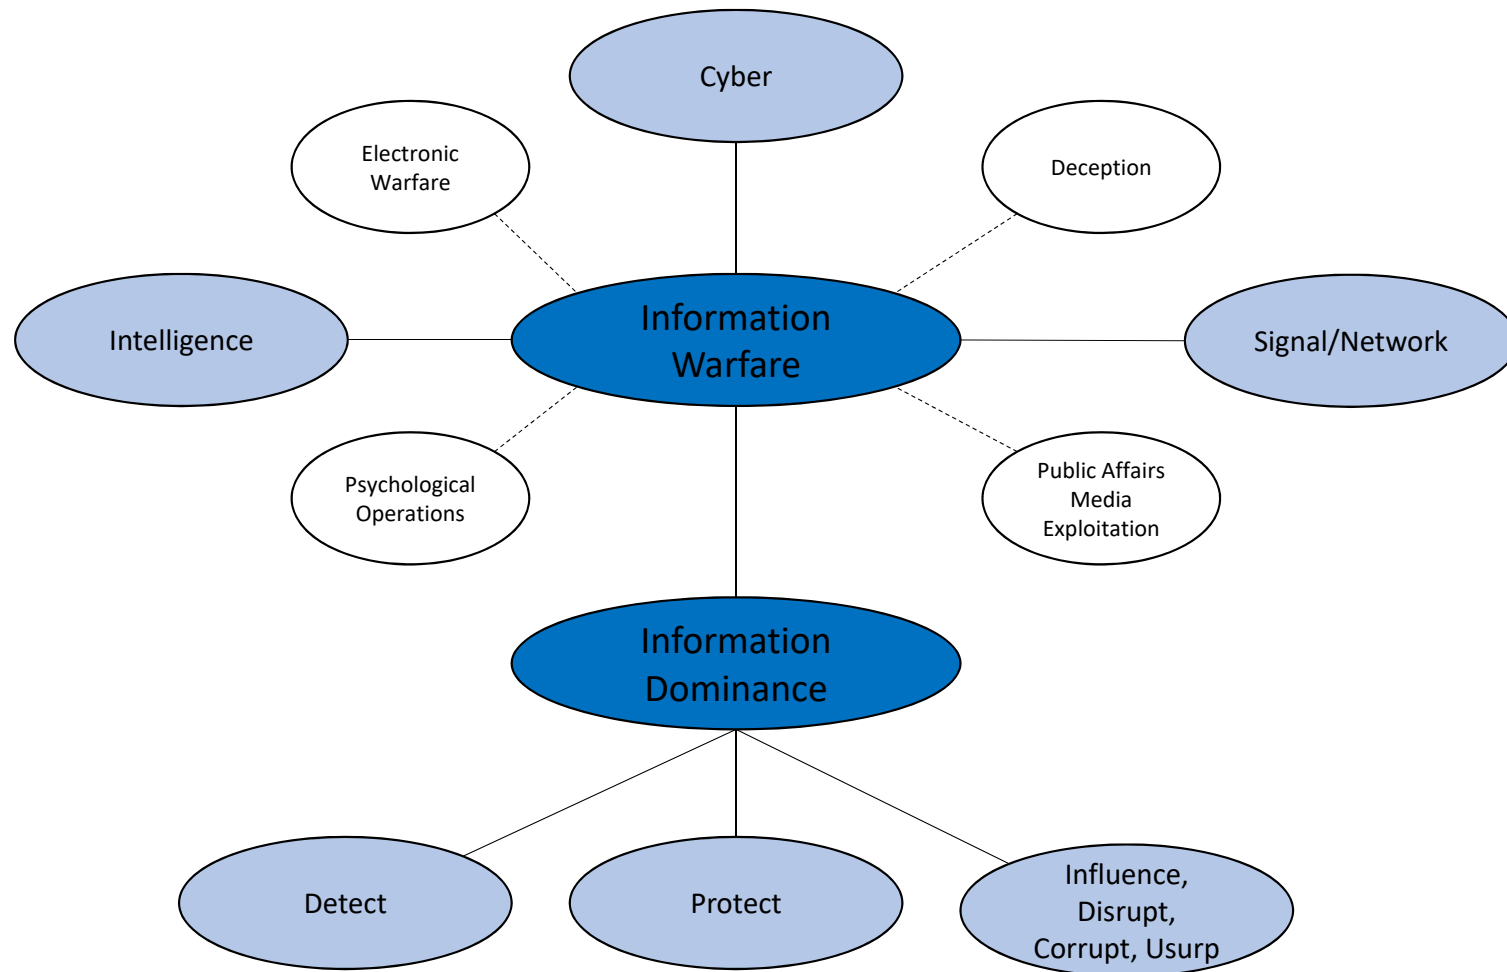 Cyber
Electronic
Warfare
Deception
Intelligence
Information
Warfare
Signal/Network
Psychological
Operations
Public Affairs
Media
Exploitation
Information
Dominance
Detect
Protect
Influence,
Disrupt,
Corrupt, Usurp